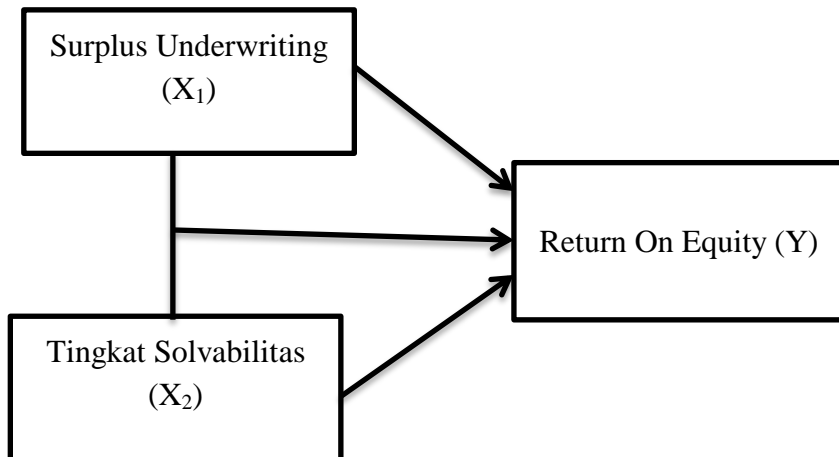 Surplus Underwriting
(X₁)
Return On Equity (Y)
Tingkat Solvabilitas
(X₂)